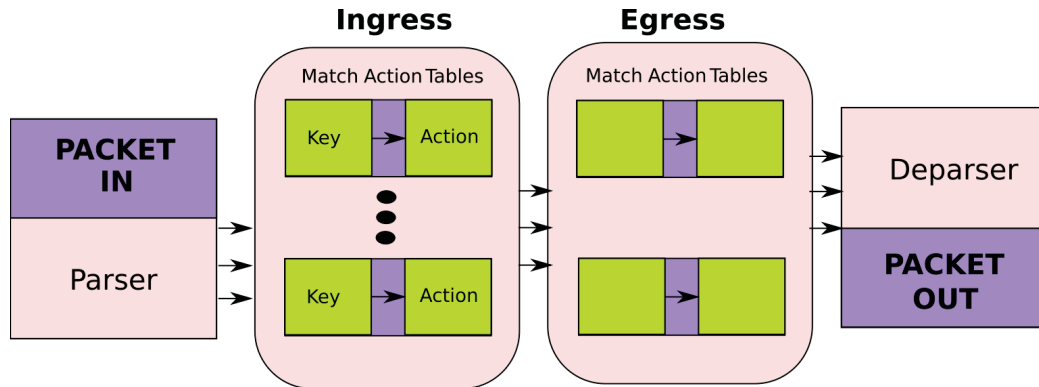 Ingress
Egress
Match Action Tables
Match Action Tables
Key
Action
PACKET
IN
Parser
Key
Action
Deparser
PACKET
OUT